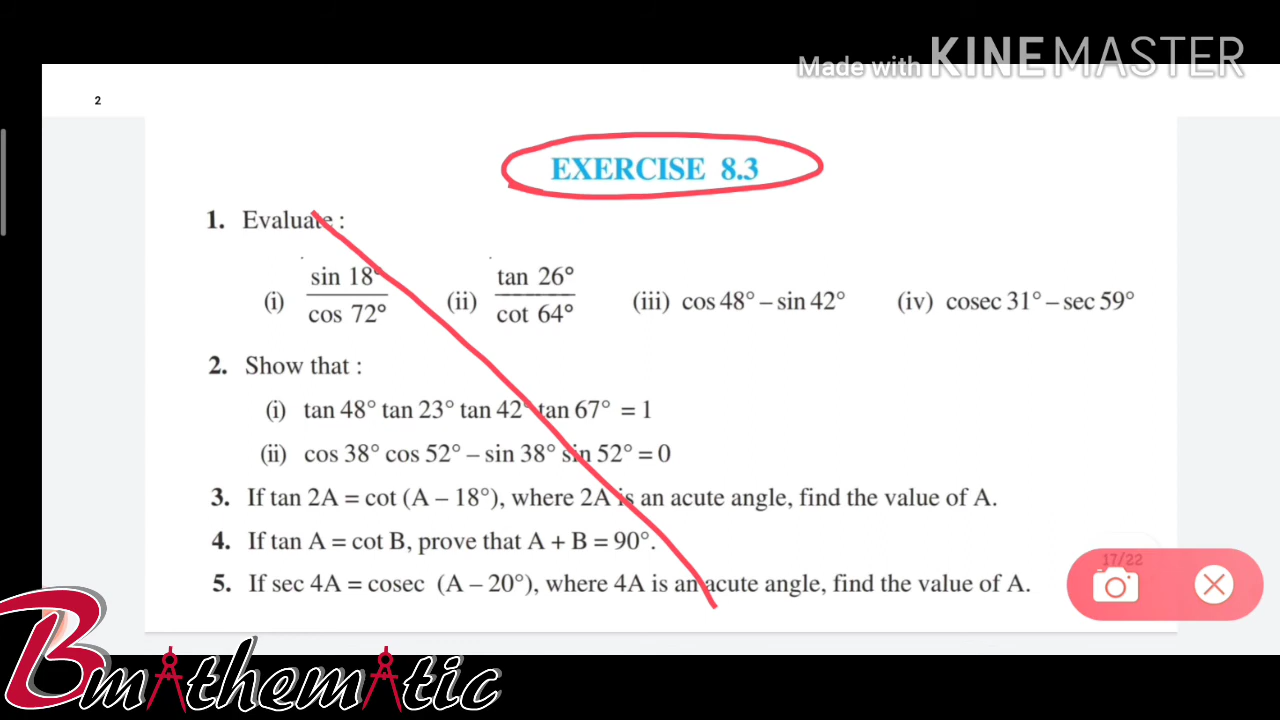 Made with KINEMASTER
2
EXERCISE 8.3
1. Evaluate :
(i) sin 18° / cos 72° (ii) tan 26° / cot 64° (iii) cos 48° – sin 42° (iv) cosec 31° – sec 59°
2. Show that :
(i) tan 48° tan 23° tan 42° tan 67° = 1
(ii) cos 38° cos 52° – sin 38° sin 52° = 0
3. If tan 2A = cot (A – 18°), where 2A is an acute angle, find the value of A.
4. If tan A = cot B, prove that A + B = 90°.
17/22
5. If sec 4A = cosec (A – 20°), where 4A is an acute angle, find the value of A.
Bmathematic